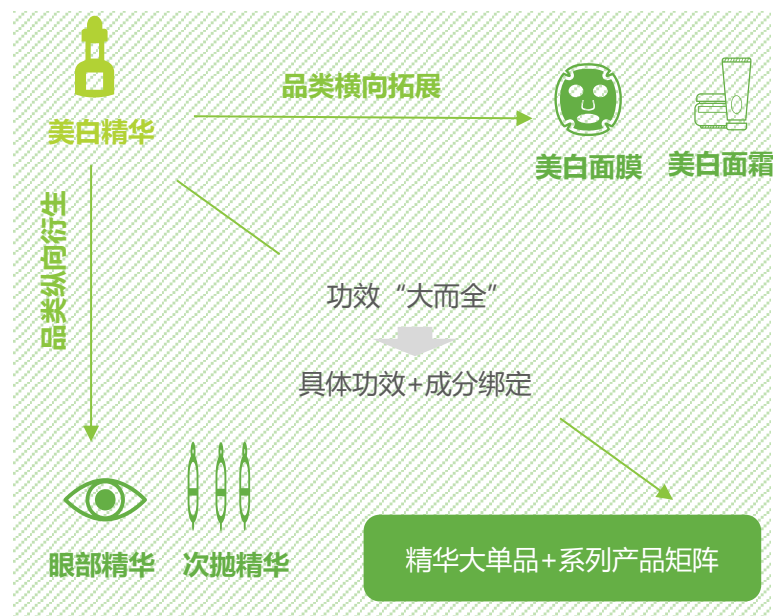 品类横向拓展
美白精华
美白面膜
美白面霜
品类纵向衍生
功效“大而全”
具体功效+成分绑定
眼部精华
次抛精华
精华大单品+系列产品矩阵